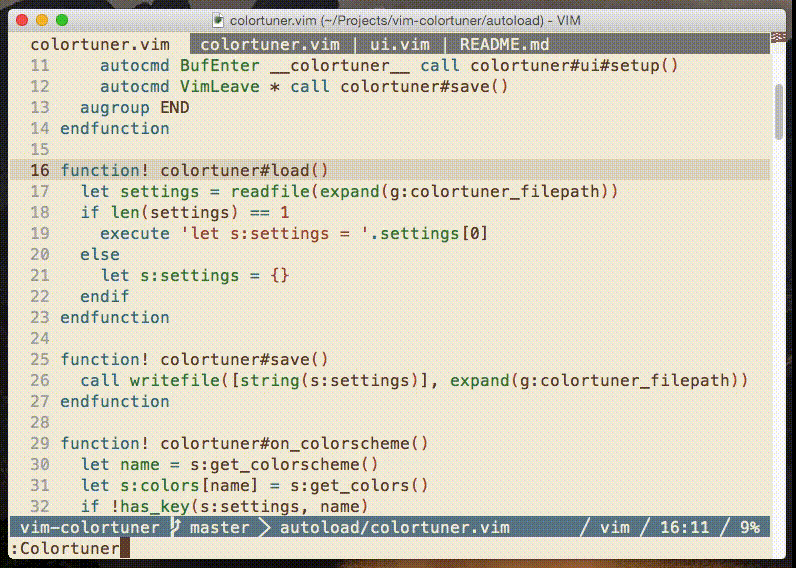 colortuner.vim (~/Projects/vim-colortuner/autoload) - VIM
colortuner.vim colortuner.vim | ui.vim | README.md
11 autocmd BufEnter __colortuner__ call colortuner#ui#setup()
12 autocmd VimLeave * call colortuner#save()
13 augroup END
14 endfunction
15
16 function! colortuner#load()
17 let settings = readfile(expand(g:colortuner_filepath))
18 if len(settings) == 1
19 execute 'let s:settings = '.settings[0]
20 else
21 let s:settings = {}
22 endif
23 endfunction
24
25 function! colortuner#save()
26 call writefile([string(s:settings)], expand(g:colortuner_filepath))
27 endfunction
28
29 function! colortuner#on_colorscheme()
30 let name = s:get_colorscheme()
31 let s:colors[name] = s:get_colors()
32 if !has_key(s:settings, name)
vim-colortuner master autoload/colortuner.vim / vim / 16:11 / 9%
:Colortuner